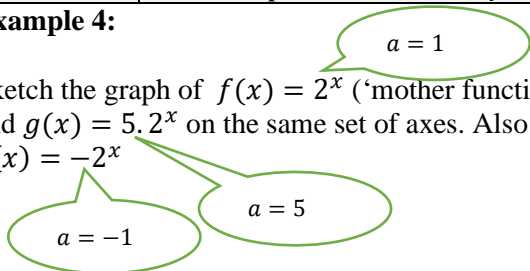 xample 4:
a = 1
ketch the graph of f(x) = 2^x (‘mother functi
d g(x) = 5. 2^x on the same set of axes. Also
(x) = −2^x
a = 5
a = −1